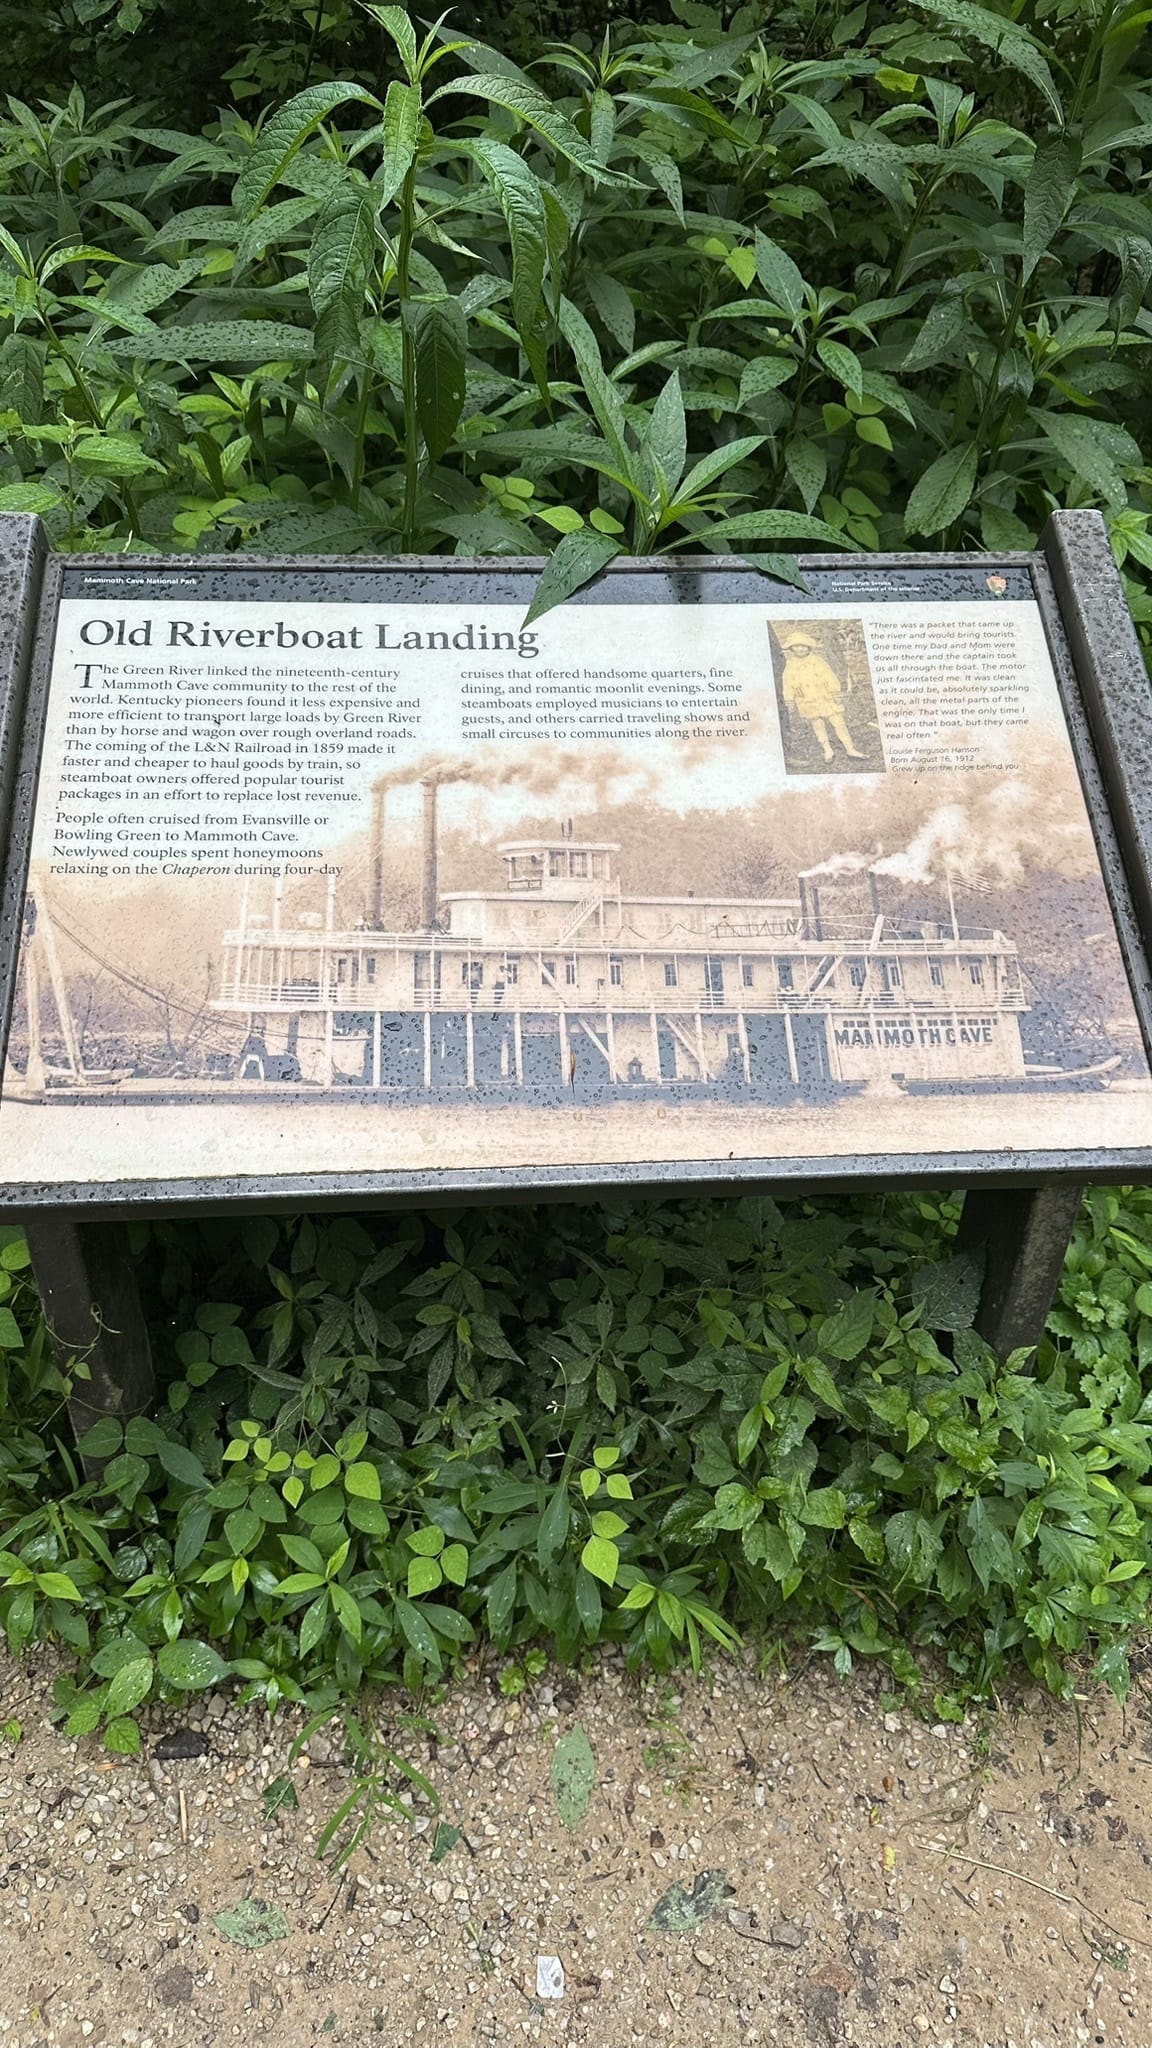 Mammoth Cave National Park
National Park Service
U.S. Department of the Interior
Old Riverboat Landing
The Green River linked the nineteenth-century
Mammoth Cave community to the rest of the
world. Kentucky pioneers found it less expensive and
more efficient to transport large loads by Green River
than by horse and wagon over rough overland roads.
The coming of the L&N Railroad in 1859 made it
faster and cheaper to haul goods by train, so
steamboat owners offered popular tourist
packages in an effort to replace lost revenue.
People often cruised from Evansville or
Bowling Green to Mammoth Cave.
Newlywed couples spent honeymoons
relaxing on the Chaperon during four-day
cruises that offered handsome quarters, fine
dining, and romantic moonlit evenings. Some
steamboats employed musicians to entertain
guests, and others carried traveling shows and
small circuses to communities along the river.
"There was a packet that came up
the river and would bring tourists.
One time my Dad and Mom were
down there and the captain took
us all through the boat. The motor
just fascintated me. It was clean
as it could be, absolutely sparkling
clean, all the metal parts of the
engine. That was the only time I
was on that boat, but they came
real often."
Louise Ferguson Hanson
Born August 16, 1912
Grew up on the ridge behind you
MAMMOTH CAVE
MAMMOTH CAVE